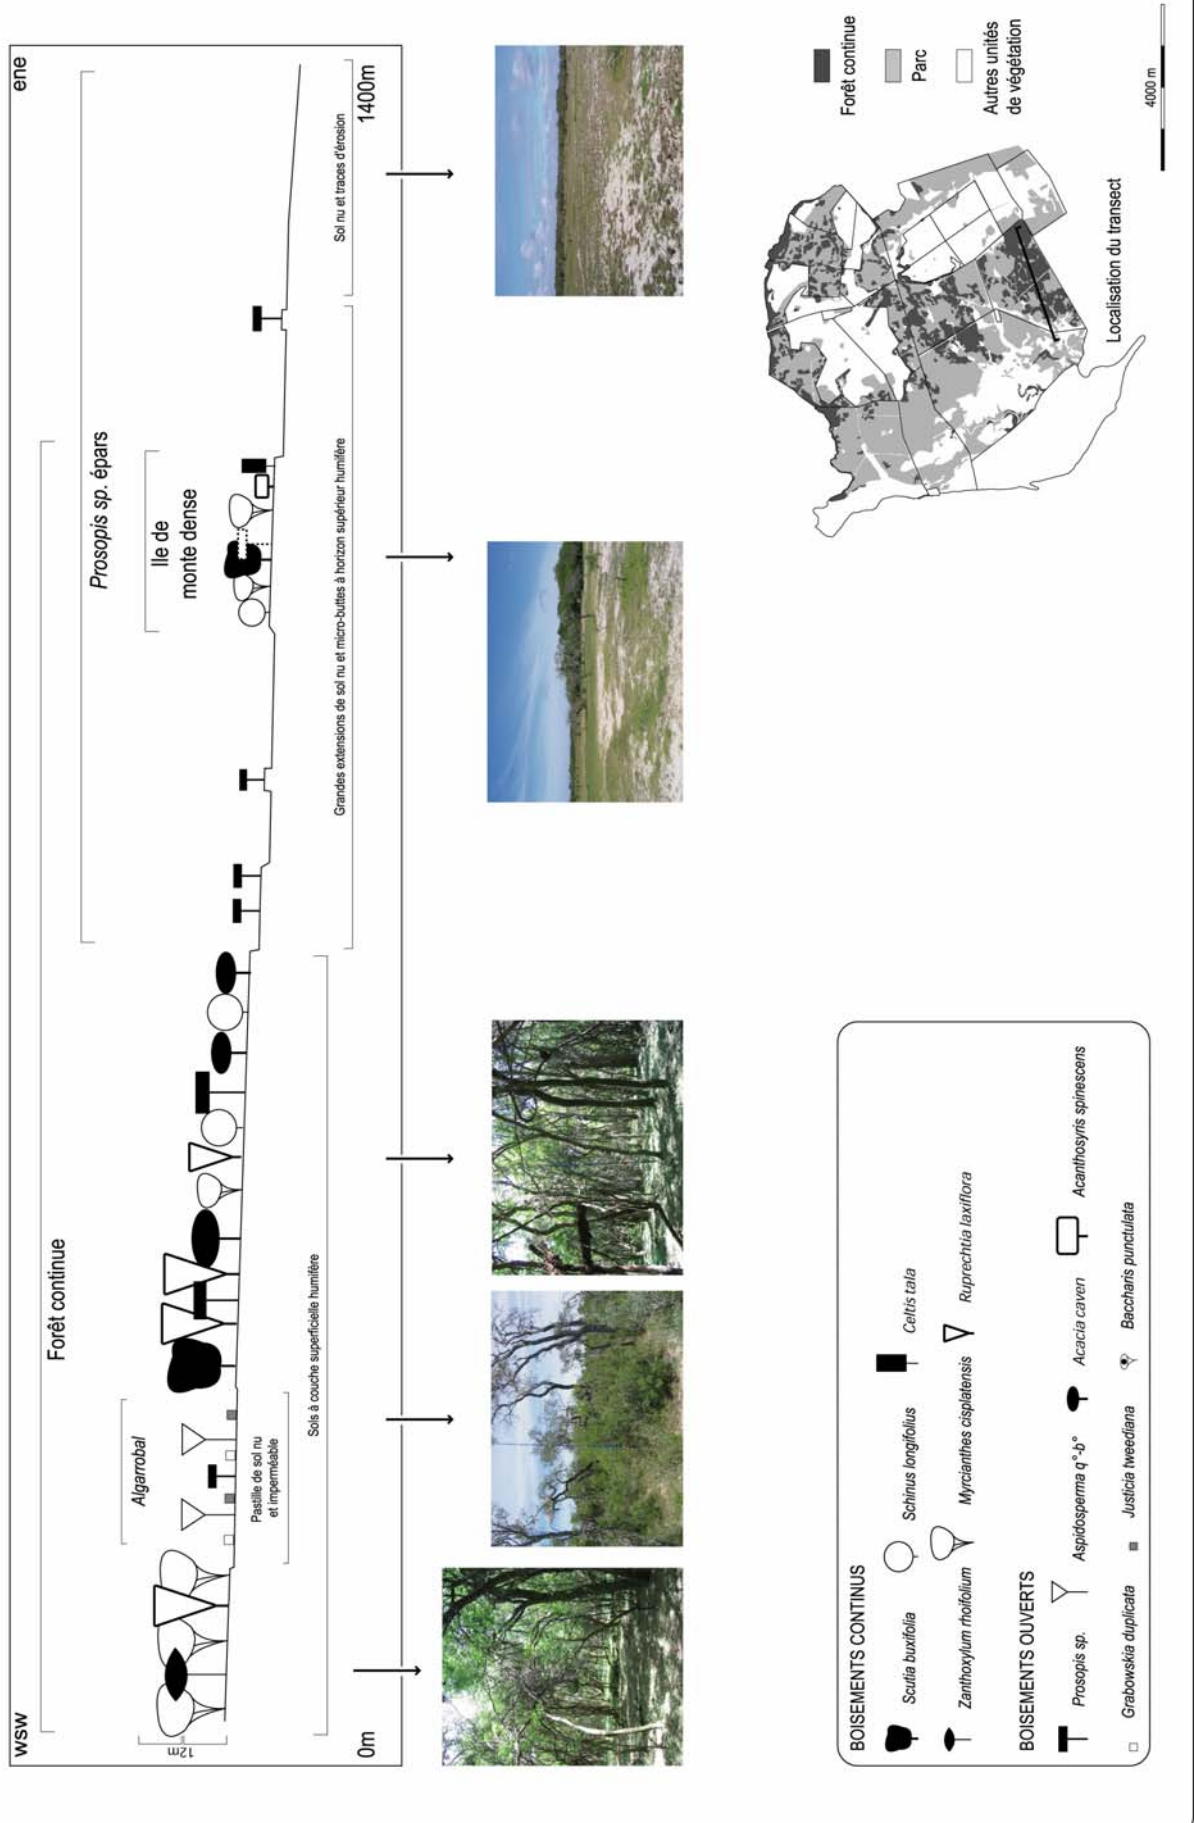 wsw
ene
Forêt continue
Prosopis sp. épars
Algarrobal
Ile de
monte dense
12m
Pastille de sol nu
et imperméable
Sols à couche superficielle humifère
Grandes extensions de sol nu et micro-buttes à horizon supérieur humifère
Sol nu et traces d'érosion
0m
1400m
BOISEMENTS CONTINUS
Scutia buxifolia
Schinus longifolius
Celtis tala
Zanthoxylum rhoifolium
Myrcianthes cisplatensis
Ruprechtia laxiflora
BOISEMENTS OUVERTS
Prosopis sp.
Aspidosperma q°-b°
Acacia caven
Acanthosyris spinescens
Grabowskia duplicata
Justicia tweediana
Baccharis punctulata
Forêt continue
Parc
Autres unités
de végétation
Localisation du transect
4000 m